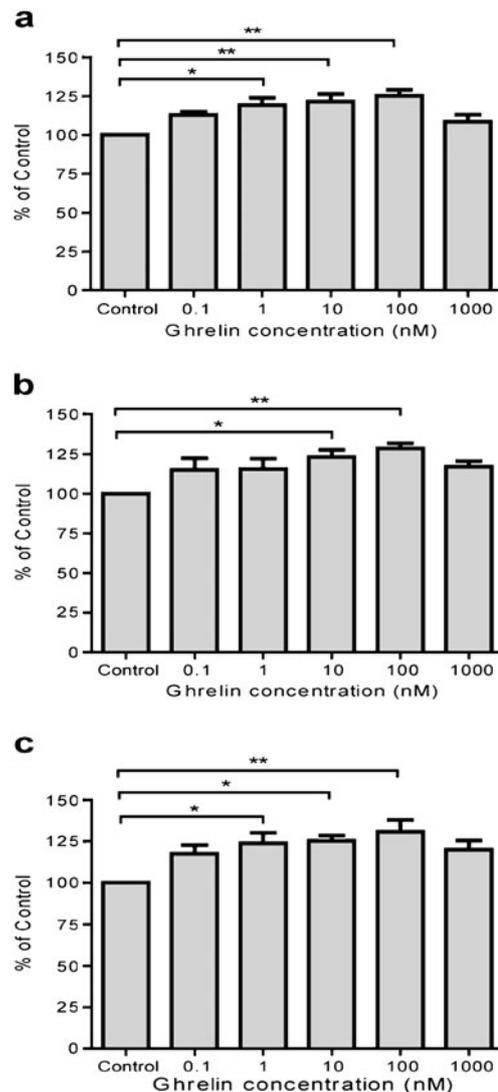 a
**
**
*
150
125
100
75
50
25
0
% of Control
Control 0.1 1 10 100 1000
Ghrelin concentration (nM)
b
**
*
150
125
100
75
50
25
0
% of Control
Control 0.1 1 10 100 1000
Ghrelin concentration (nM)
c
**
*
*
150
125
100
75
50
25
0
% of Control
Control 0.1 1 10 100 1000
Ghrelin concentration (nM)